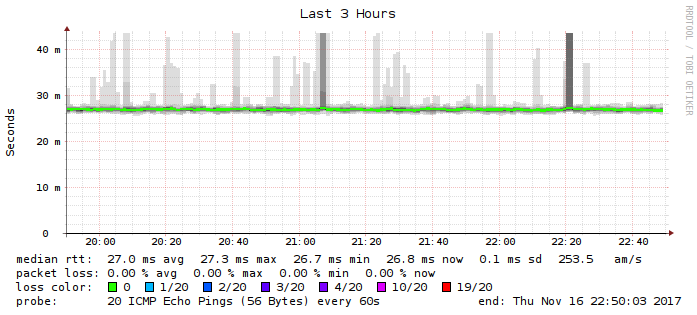 Last 3 Hours
RRDTOOL / TOBI OETIKER
Seconds
40 m
30 m
20 m
10 m
0
20:00 20:20 20:40 21:00 21:20 21:40 22:00 22:20 22:40
median rtt: 27.0 ms avg 27.3 ms max 26.7 ms min 26.8 ms now 0.1 ms sd 253.5 am/s
packet loss: 0.00 % avg 0.00 % max 0.00 % min 0.00 % now
loss color: 0 1/20 2/20 3/20 4/20 10/20 19/20
probe: 20 ICMP Echo Pings (56 Bytes) every 60s end: Thu Nov 16 22:50:03 2017